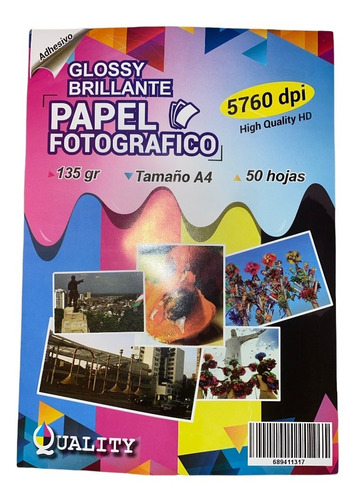 Adhesivo
GLOSSY
BRILLANTE
PAPEL
FOTOGRAFICO
5760 dpi
High Quality HD
135 gr
Tamaño A4
50 hojas
QUALITY
689411317